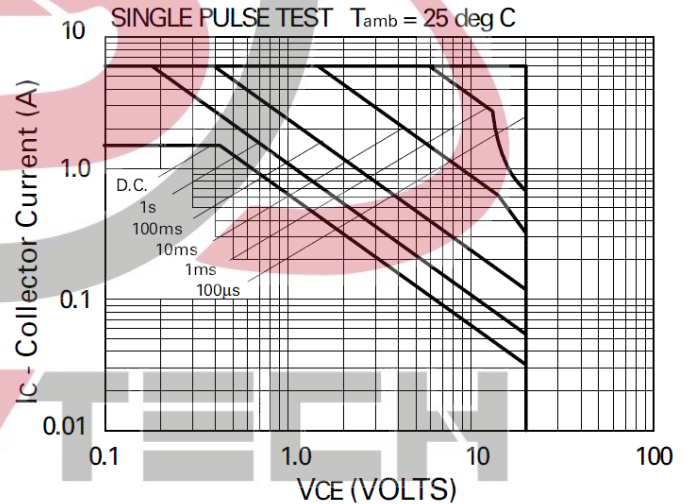 SINGLE PULSE TEST Tamb = 25 deg C
10
1.0
0.1
0.01
IC - Collector Current (A)
D.C.
1s
100ms
10ms
1ms
100µs
0.1
1.0
10
100
VCE (VOLTS)
TECH